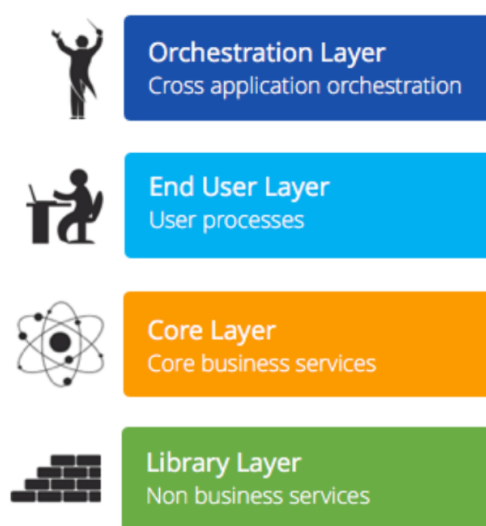 Orchestration Layer
Cross application orchestration
End User Layer
User processes
Core Layer
Core business services
Library Layer
Non business services